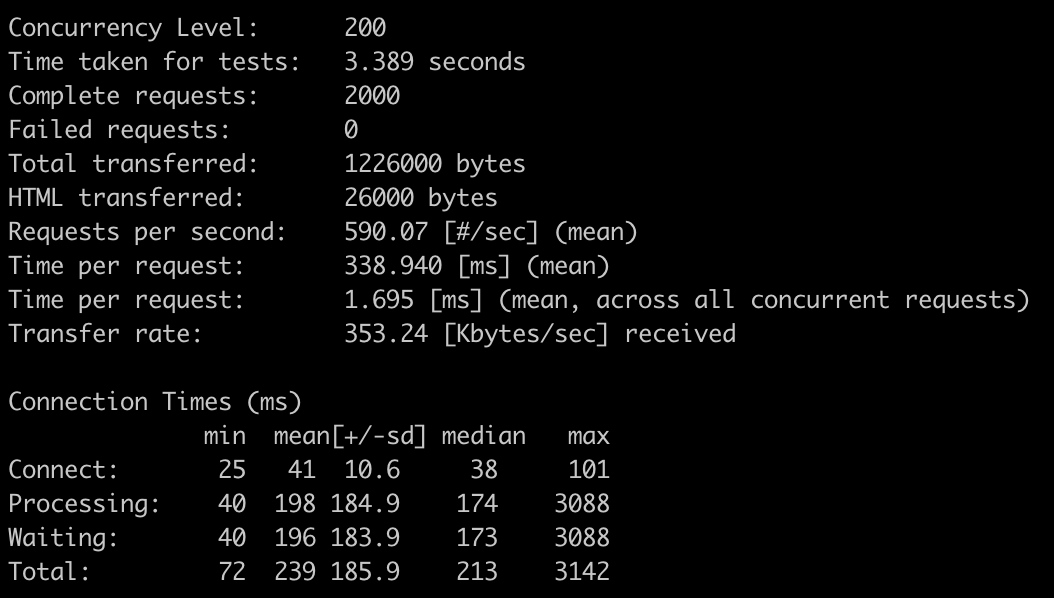 Concurrency Level:      200
Time taken for tests:   3.389 seconds
Complete requests:      2000
Failed requests:        0
Total transferred:      1226000 bytes
HTML transferred:       26000 bytes
Requests per second:    590.07 [#/sec] (mean)
Time per request:       338.940 [ms] (mean)
Time per request:       1.695 [ms] (mean, across all concurrent requests)
Transfer rate:          353.24 [Kbytes/sec] received

Connection Times (ms)
              min  mean[+/-sd] median   max
Connect:       25   41  10.6     38     101
Processing:    40  198 184.9    174    3088
Waiting:       40  196 183.9    173    3088
Total:         72  239 185.9    213    3142